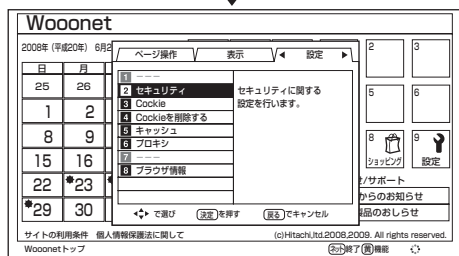 Wooonet
2008年（平成20年） 6月2
ページ操作 表示 ◀ 設定 ▶
2 3
日 月
25 26
1 2
8 9
15 16
22 23
29 30
1 ---
2 セキュリティ
3 Cockie
4 Cockieを削除する
5 キャッシュ
6 プロキシ
7 ---
8 ブラウザ情報
セキュリティに関する
設定を行います。
で選び 決定 を押す 戻る でキャンセル
5 6
8 ショッピング
9 設定
せ/サポート
からのお知らせ
製品のおしらせ
サイトの利用条件 個人情報保護法に関して (c)Hitachi,ltd.2008,2009. All rights reserved.
Wooonetトップ ネット終了 黄機能